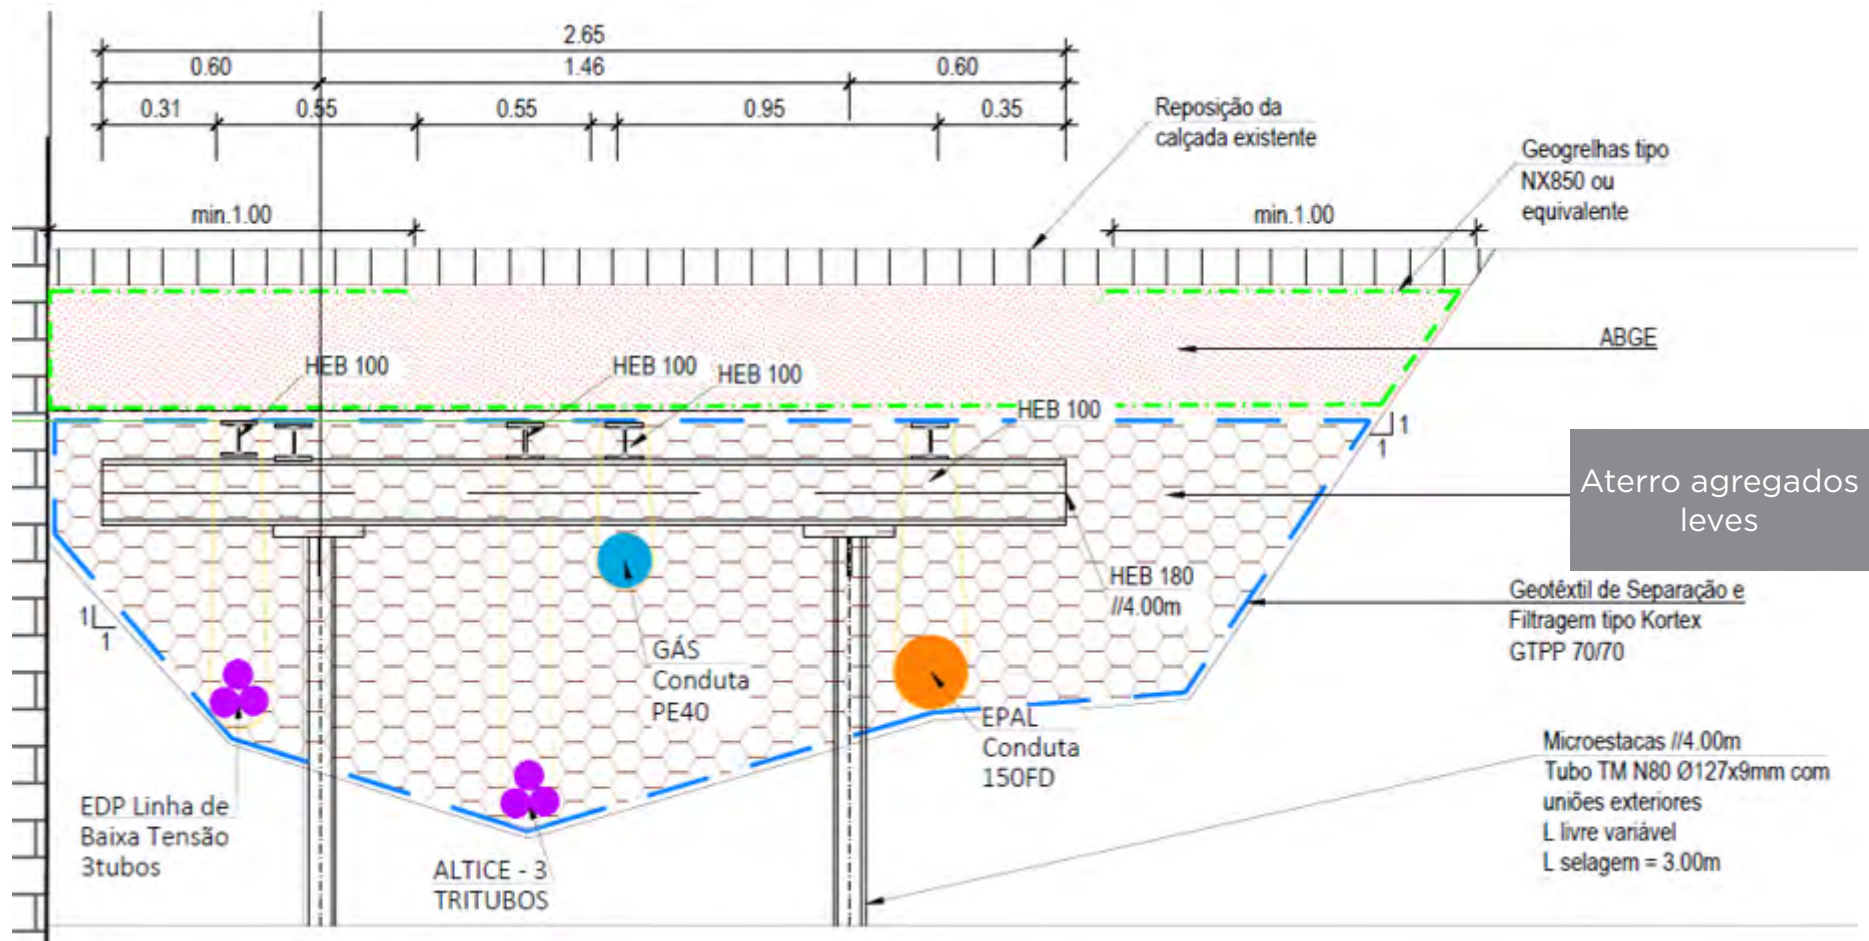 2.65
0.60
1.46
0.60
0.31
0.55
0.55
0.95
0.35
Reposição da
calçada existente
Geogrelhas tipo
NX850 ou
equivalente
min.1.00
min.1.00
ABGE
HEB 100
HEB 100
HEB 100
HEB 100
1
1
Aterro agregados
leves
HEB 180
//4.00m
Geotêxtil de Separação e
Filtragem tipo Kortex
GTPP 70/70
1
1
GÁS
Conduta
PE40
EPAL
Conduta
150FD
Microestacas //4.00m
Tubo TM N80 Ø127x9mm com
uniões exteriores
L livre variável
L selagem = 3.00m
EDP Linha de
Baixa Tensão
3tubos
ALTICE - 3
TRITUBOS